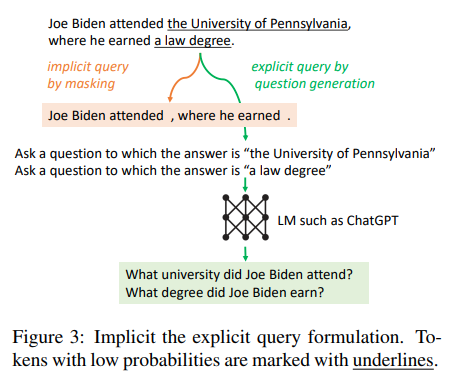 Joe Biden attended the University of Pennsylvania,
where he earned a law degree.
implicit query
by masking
explicit query by
question generation
Joe Biden attended , where he earned .
Ask a question to which the answer is “the University of Pennsylvania”
Ask a question to which the answer is “a law degree”
LM such as ChatGPT
What university did Joe Biden attend?
What degree did Joe Biden earn?
Figure 3: Implicit the explicit query formulation. To-
kens with low probabilities are marked with underlines.